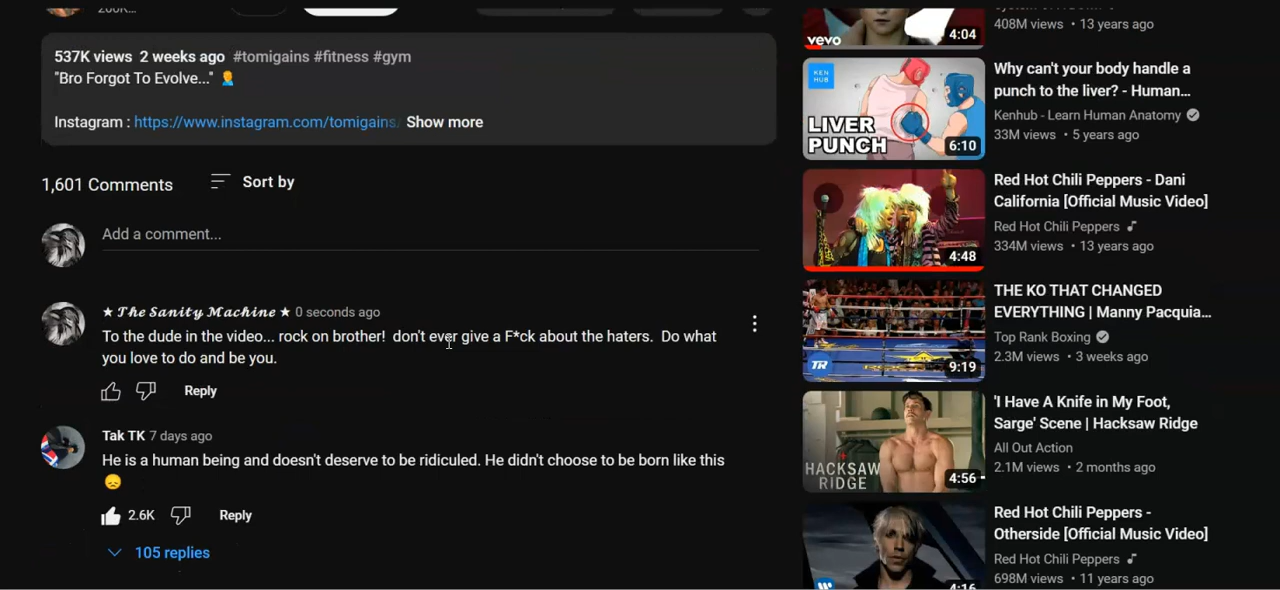 200K...
537K views 2 weeks ago #tomigains #fitness #gym
"Bro Forgot To Evolve..." 🤦‍♂️
Instagram : https://www.instagram.com/tomigains/ Show more
1,601 Comments
Sort by
Add a comment...
★ 𝓣𝓱𝓮 𝓢𝓪𝓷𝓲𝓽𝔂 𝓜𝓪𝓬𝓱𝓲𝓷𝓮 ★ 0 seconds ago
To the dude in the video... rock on brother! don't ever give a F*ck about the haters. Do what
you love to do and be you.
Reply
Tak TK 7 days ago
He is a human being and doesn't deserve to be ridiculed. He didn't choose to be born like this
😞
2.6K
Reply
105 replies
vevo
4:04
408M views • 13 years ago
KEN
HUB
LIVER
PUNCH
6:10
Why can't your body handle a
punch to the liver? - Human...
Kenhub - Learn Human Anatomy
33M views • 5 years ago
4:48
Red Hot Chili Peppers - Dani
California [Official Music Video]
Red Hot Chili Peppers
334M views • 13 years ago
TR
9:19
THE KO THAT CHANGED
EVERYTHING | Manny Pacquia...
Top Rank Boxing
2.3M views • 3 weeks ago
HACKSAW
RIDGE
4:56
'I Have A Knife in My Foot,
Sarge' Scene | Hacksaw Ridge
All Out Action
2.1M views • 2 months ago
4:16
Red Hot Chili Peppers -
Otherside [Official Music Video]
Red Hot Chili Peppers
698M views • 11 years ago